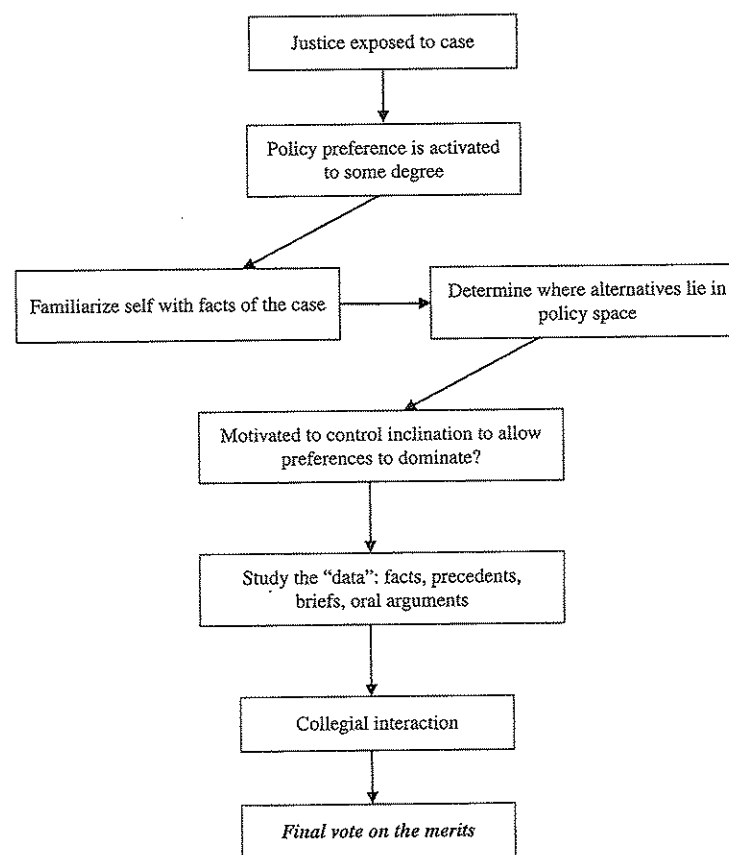 Justice exposed to case
Policy preference is activated
to some degree
Familiarize self with facts of the case
Determine where alternatives lie in
policy space
Motivated to control inclination to allow
preferences to dominate?
Study the “data”: facts, precedents,
briefs, oral arguments
Collegial interaction
Final vote on the merits